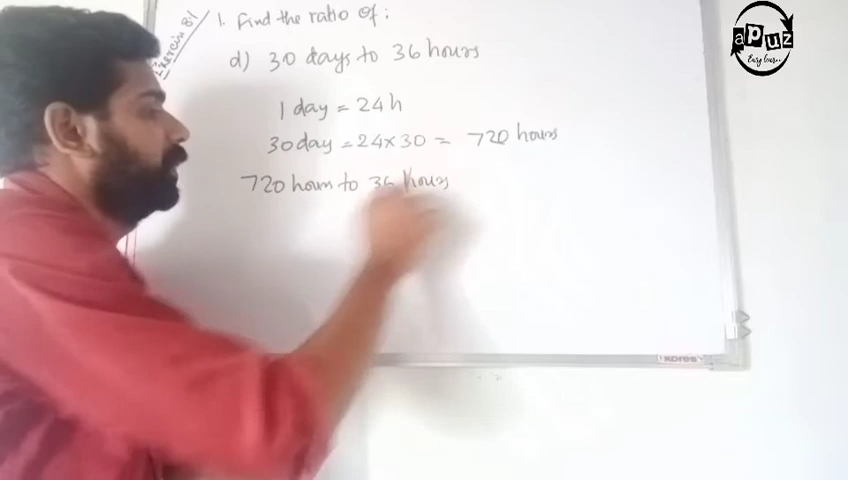 Exercise 8.1
1. Find the ratio of:
d) 30 days to 36 hours
1 day = 24 h
30 day = 24 × 30 = 720 hours
720 hours to 36 hours
apuz
Easy learn..
KORES